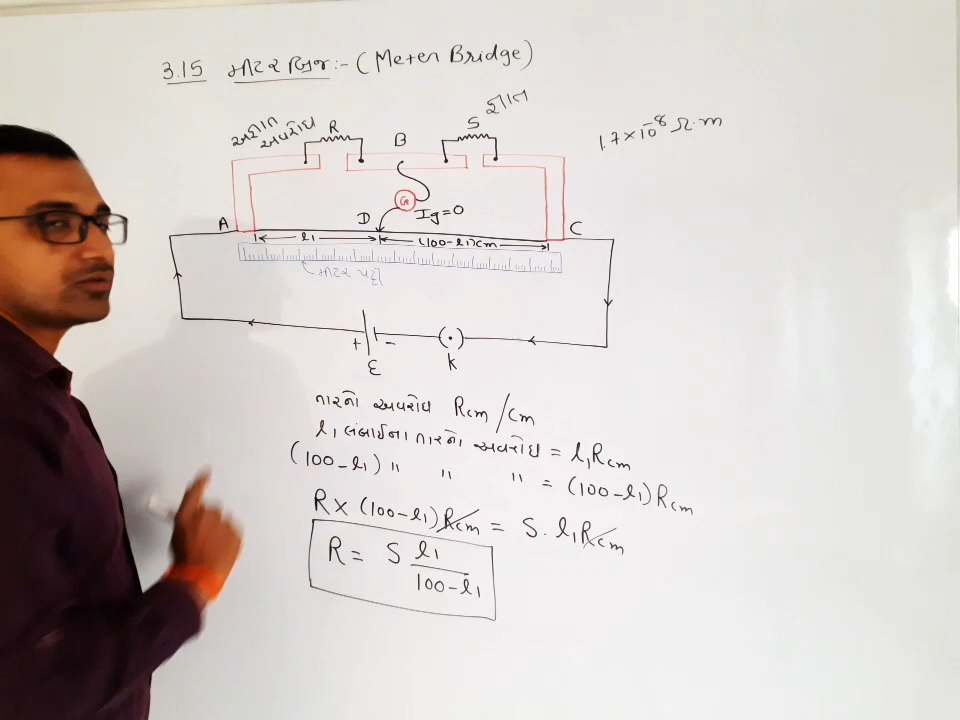 3.15 મીટર બ્રિજ :- (Meter Bridge)
અજ્ઞાત
અવરોધ
R
B
S
જ્ઞાત
1.7×10⁻⁸ Ω.m
G
D
Ig=0
A
C
l₁
(100-l₁)cm
મીટર પટ્ટી
+ -
ε
k
તારનો અવરોધ Rcm/cm
l₁ લંબાઈના તારનો અવરોધ = l₁Rcm
(100-l₁) " " " = (100-l₁)Rcm
R × (100-l₁)Rcm = S. l₁Rcm
R = S l₁/100-l₁